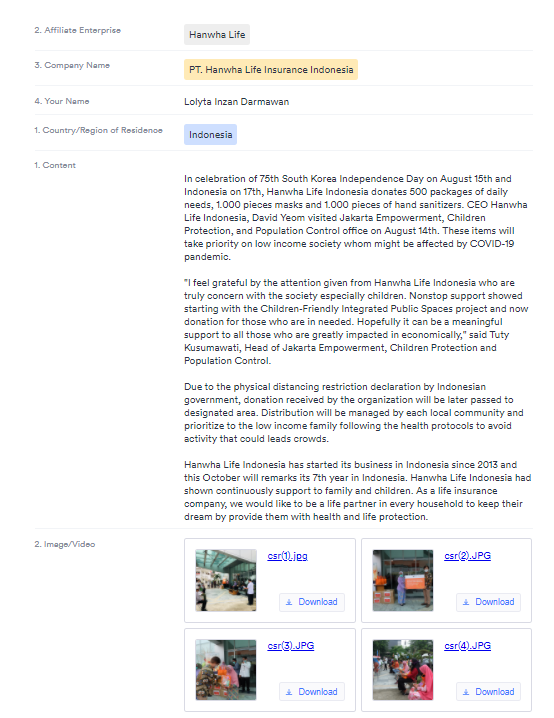 2. Affiliate Enterprise
Hanwha Life
3. Company Name
PT. Hanwha Life Insurance Indonesia
4. Your Name
Lolyta Inzan Darmawan
1. Country/Region of Residence
Indonesia
1. Content
In celebration of 75th South Korea Independence Day on August 15th and
Indonesia on 17th, Hanwha Life Indonesia donates 500 packages of daily
needs, 1.000 pieces masks and 1.000 pieces of hand sanitizers. CEO Hanwha
Life Indonesia, David Yeom visited Jakarta Empowerment, Children
Protection, and Population Control office on August 14th. These items will
take priority on low income society whom might be affected by COVID-19
pandemic.
"I feel grateful by the attention given from Hanwha Life Indonesia who are
truly concern with the society especially children. Nonstop support showed
starting with the Children-Friendly Integrated Public Spaces project and now
donation for those who are in needed. Hopefully it can be a meaningful
support to all those who are greatly impacted in economically," said Tuty
Kusumawati, Head of Jakarta Empowerment, Children Protection and
Population Control.
Due to the physical distancing restriction declaration by Indonesian
government, donation received by the organization will be later passed to
designated area. Distribution will be managed by each local community and
prioritize to the low income family following the health protocols to avoid
activity that could leads crowds.
Hanwha Life Indonesia has started its business in Indonesia since 2013 and
this October will remarks its 7th year in Indonesia. Hanwha Life Indonesia had
shown continuously support to family and children. As a life insurance
company, we would like to be a life partner in every household to keep their
dream by provide them with health and life protection.
2. Image/Video
csr(1).jpg
Download
csr(2).JPG
Download
csr(3).JPG
Download
csr(4).JPG
Download